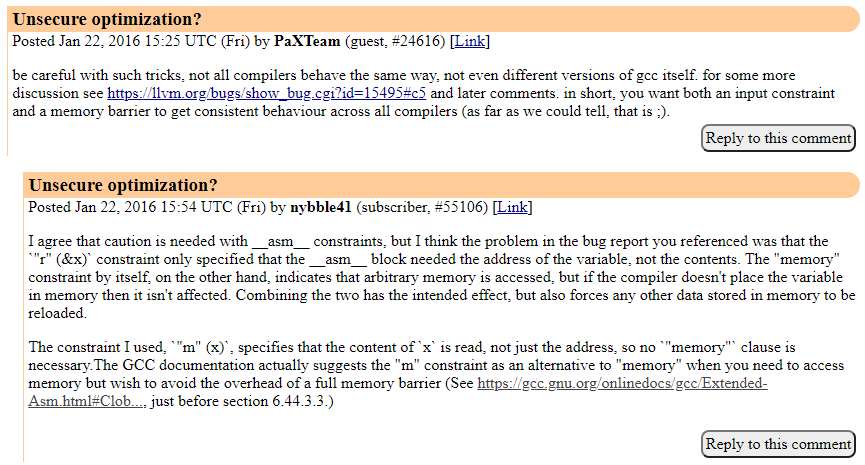 Unsecure optimization?
Posted Jan 22, 2016 15:25 UTC (Fri) by PaXTeam (guest, #24616) [Link]
be careful with such tricks, not all compilers behave the same way, not even different versions of gcc itself. for some more
discussion see https://llvm.org/bugs/show_bug.cgi?id=15495#c5 and later comments. in short, you want both an input constraint
and a memory barrier to get consistent behaviour across all compilers (as far as we could tell, that is ;).
Reply to this comment
Unsecure optimization?
Posted Jan 22, 2016 15:54 UTC (Fri) by nybble41 (subscriber, #55106) [Link]
I agree that caution is needed with __asm__ constraints, but I think the problem in the bug report you referenced was that the
`"r" (&x)` constraint only specified that the __asm__ block needed the address of the variable, not the contents. The "memory"
constraint by itself, on the other hand, indicates that arbitrary memory is accessed, but if the compiler doesn't place the variable
in memory then it isn't affected. Combining the two has the intended effect, but also forces any other data stored in memory to be
reloaded.
The constraint I used, `"m" (x)`, specifies that the content of `x` is read, not just the address, so no `"memory"` clause is
necessary.The GCC documentation actually suggests the "m" constraint as an alternative to "memory" when you need to access
memory but wish to avoid the overhead of a full memory barrier (See https://gcc.gnu.org/onlinedocs/gcc/Extended-
Asm.html#Clob..., just before section 6.44.3.3.)
Reply to this comment